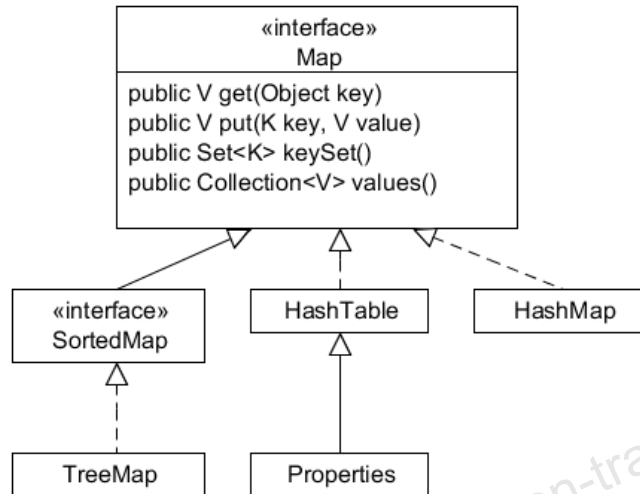 «interface»
Map
public V get(Object key)
public V put(K key, V value)
public Set<K> keySet()
public Collection<V> values()
«interface»
SortedMap
HashTable
HashMap
TreeMap
Properties